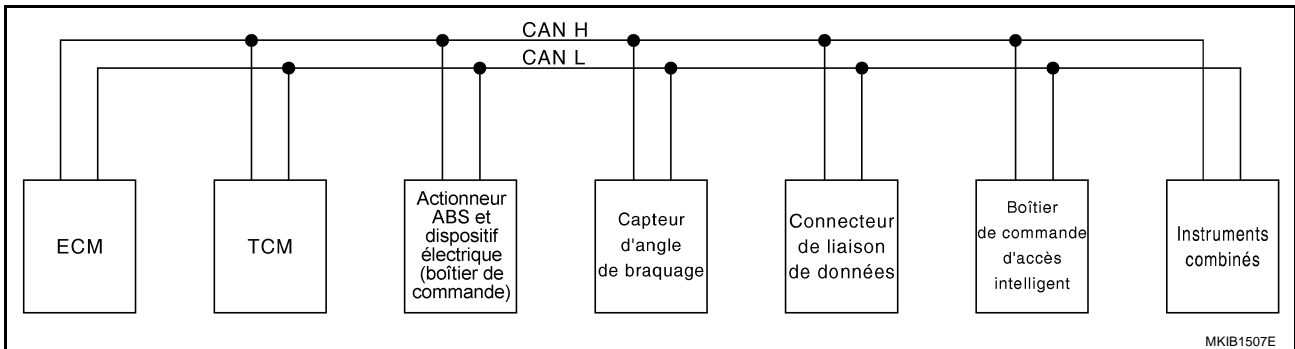 CAN H
CAN L
ECM
TCM
Actionneur
ABS et
dispositif
électrique
(boîtier de
commande)
Capteur
d'angle
de braquage
Connecteur
de liaison
de données
Boîtier
de commande
d'accès
intelligent
Instruments
combinés
MKIB1507E